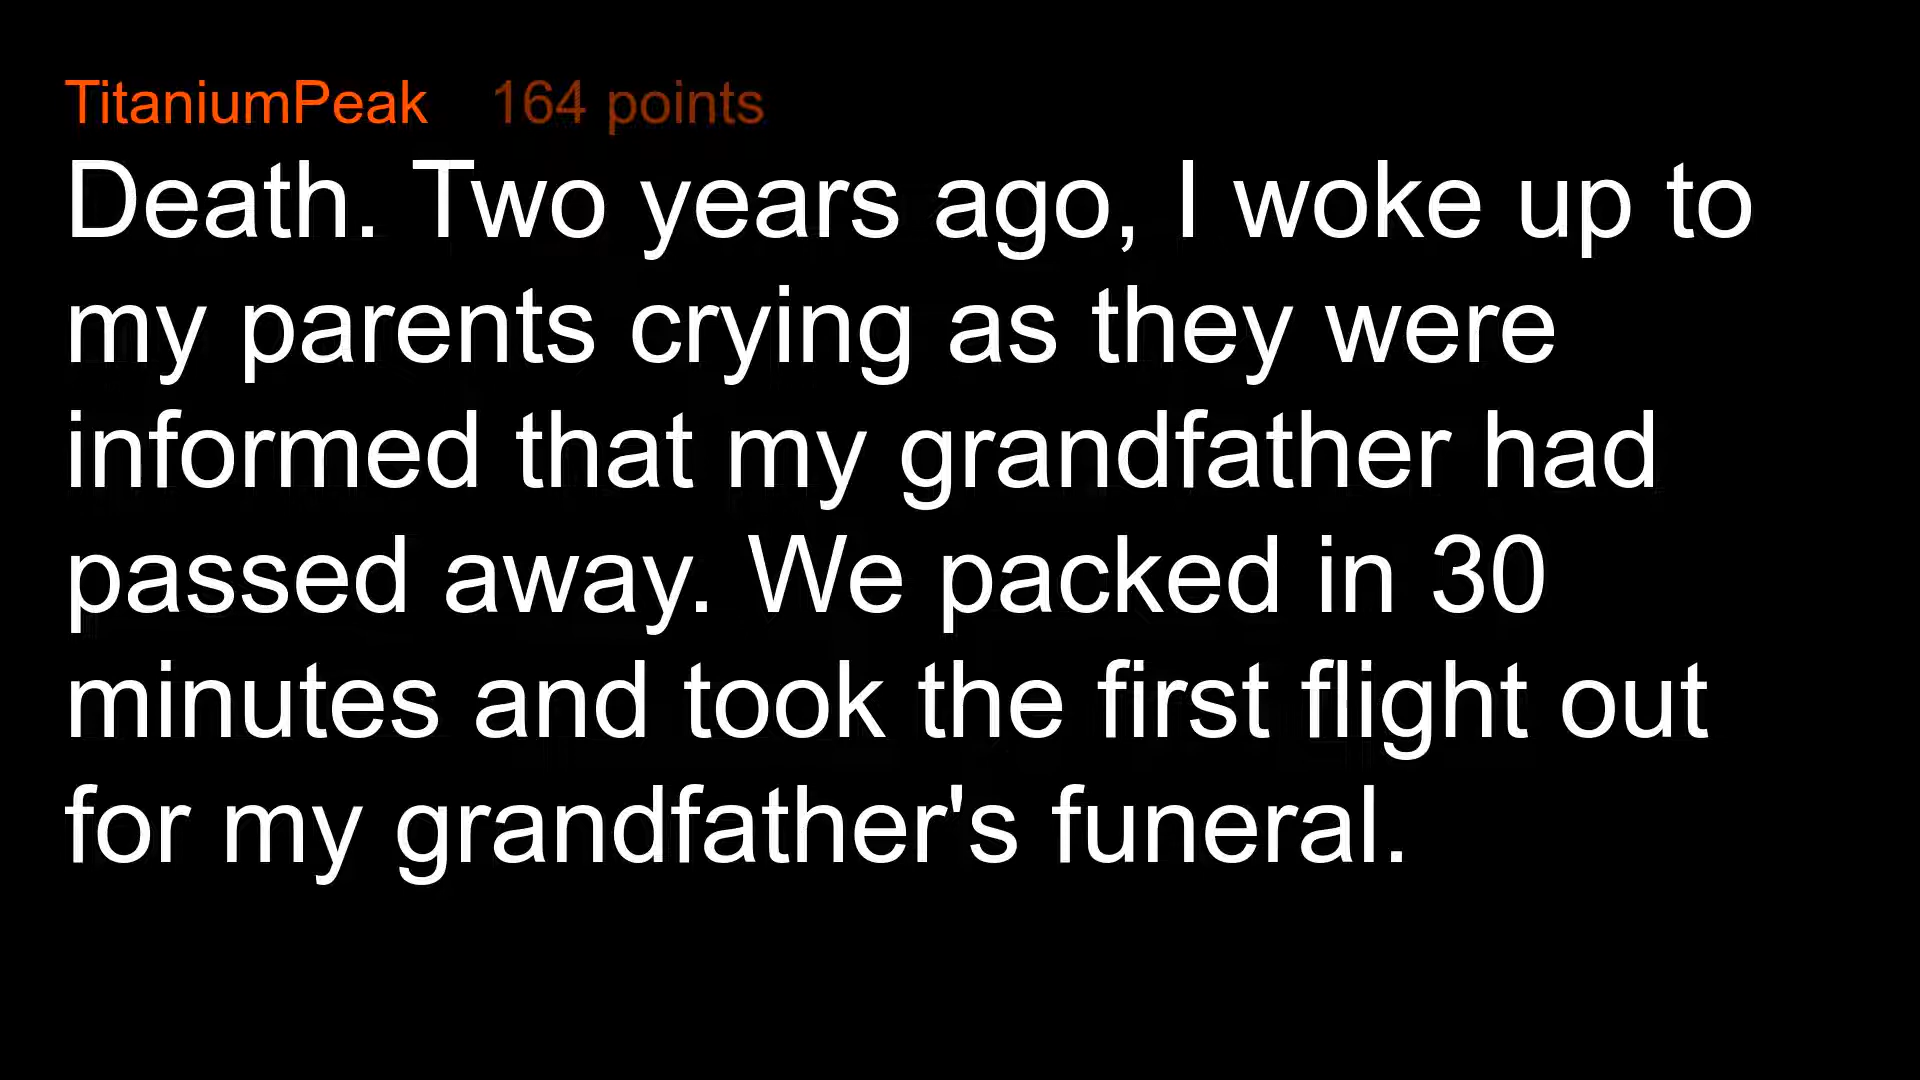 TitaniumPeak 164 points
Death. Two years ago, I woke up to
my parents crying as they were
informed that my grandfather had
passed away. We packed in 30
minutes and took the first flight out
for my grandfather's funeral.